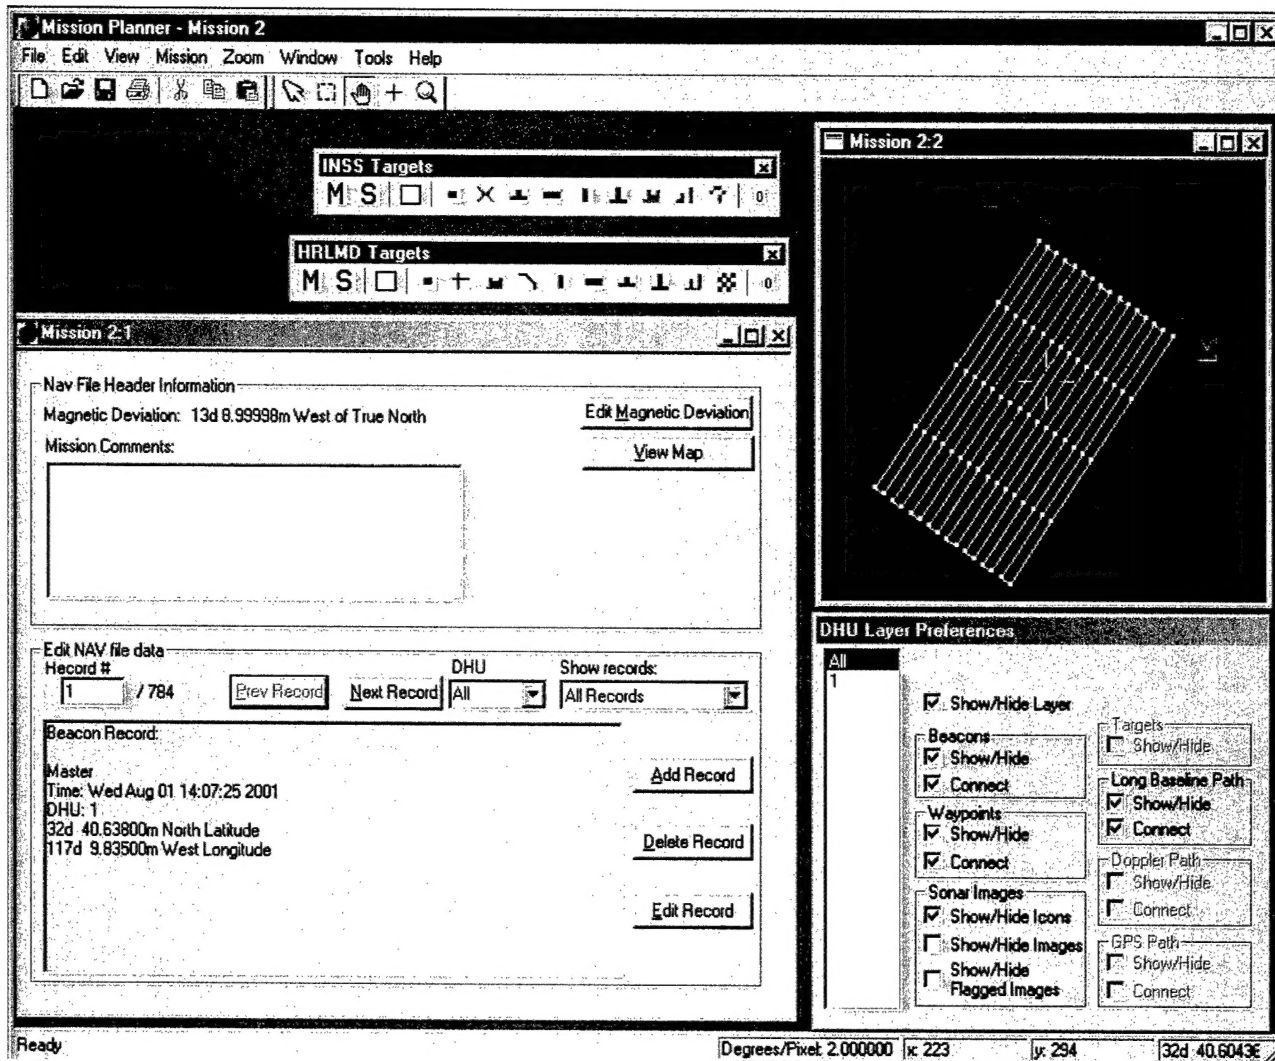 Mission Planner - Mission 2
File Edit View Mission Zoom Window Tools Help
INSS Targets
M S
HRLMD Targets
M S
Mission 2:2
Mission 2:1
Nav File Header Information
Magnetic Deviation: 13d 8.99998m West of True North
Edit Magnetic Deviation
Mission Comments:
View Map
Edit NAV file data
Record #
DHU
Show records:
1 / 784
Prev Record
Next Record
All
All Records
Beacon Record:
Master
Time: Wed Aug 01 14:07:25 2001
DHU: 1
32d 40.63800m North Latitude
117d 9.83500m West Longitude
Add Record
Delete Record
Edit Record
DHU Layer Preferences
All
1
Show/Hide Layer
Beacons
Show/Hide
Connect
Waypoints
Show/Hide
Connect
Sonar Images
Show/Hide Icons
Show/Hide Images
Show/Hide
Flagged Images
Targets
Show/Hide
Long Baseline Path
Show/Hide
Connect
Doppler Path
Show/Hide
Connect
GPS Path
Show/Hide
Connect
Ready
Degrees/Pixel: 2.000000 x: 223 y: 294 32d 40.6043